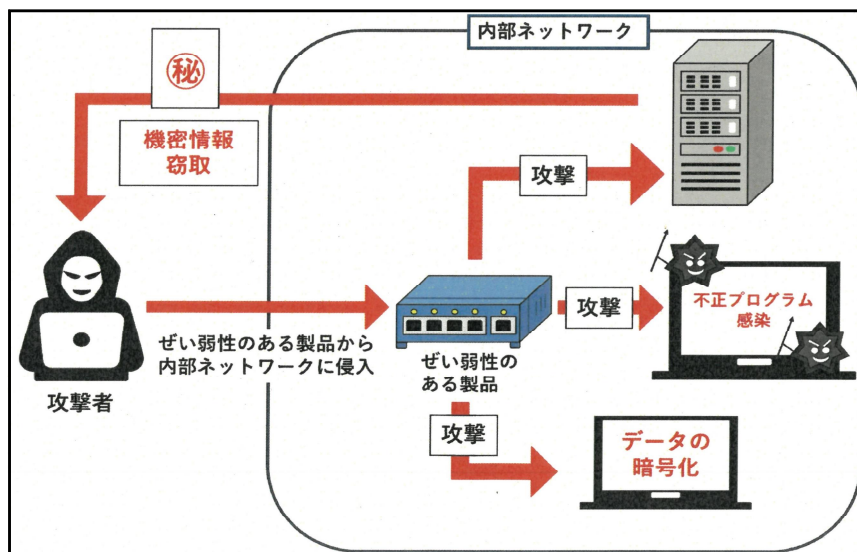 内部ネットワーク
㊙
機密情報
窃取
攻撃
攻撃
不正プログラム
感染
ぜい弱性のある製品から
内部ネットワークに侵入
ぜい弱性の
ある製品
攻撃者
攻撃
データの
暗号化